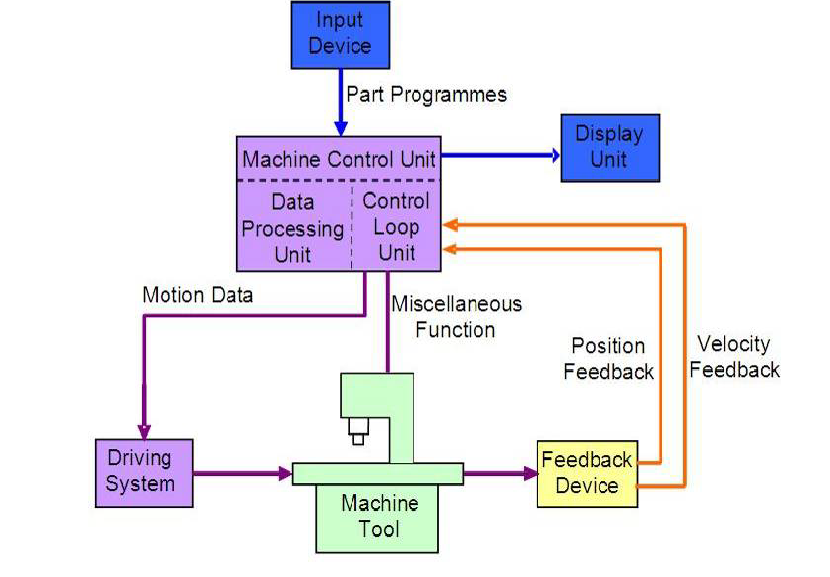 Input
Device
Part Programmes
Display
Unit
Machine Control Unit
Data
Processing
Unit
Control
Loop
Unit
Motion Data
Miscellaneous
Function
Position
Feedback
Velocity
Feedback
Driving
System
Machine
Tool
Feedback
Device